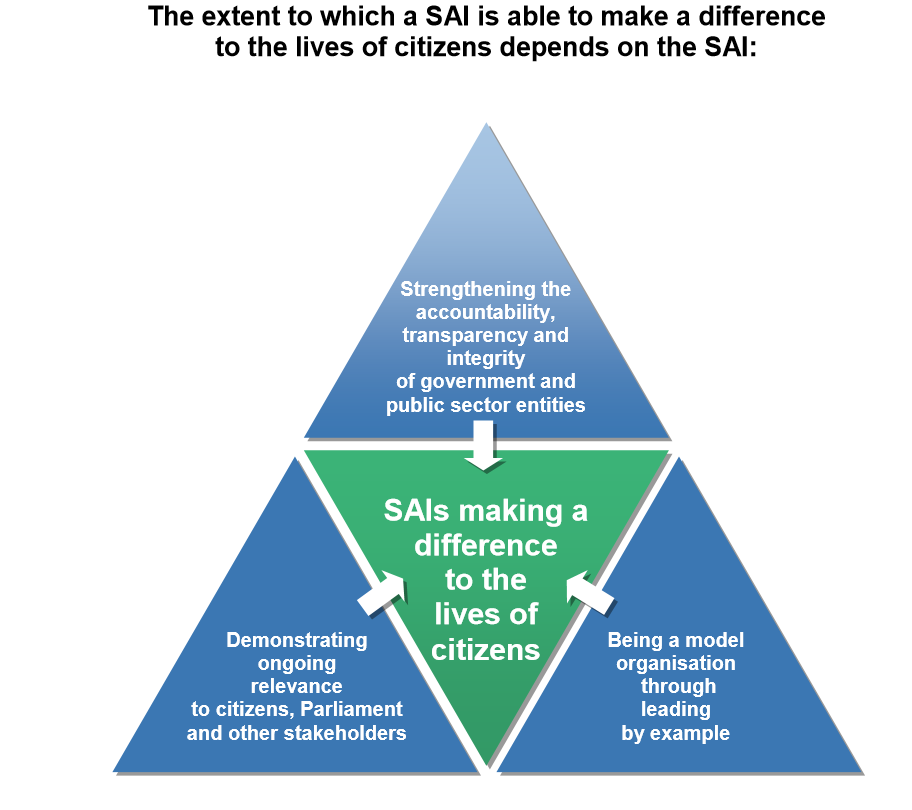 The extent to which a SAI is able to make a difference
to the lives of citizens depends on the SAI:
Strengthening the
accountability,
transparency and
integrity
of government and
public sector entities
SAIs making a
difference
to the
lives of
citizens
Demonstrating
ongoing
relevance
to citizens, Parliament
and other stakeholders
Being a model
organisation
through
leading
by example